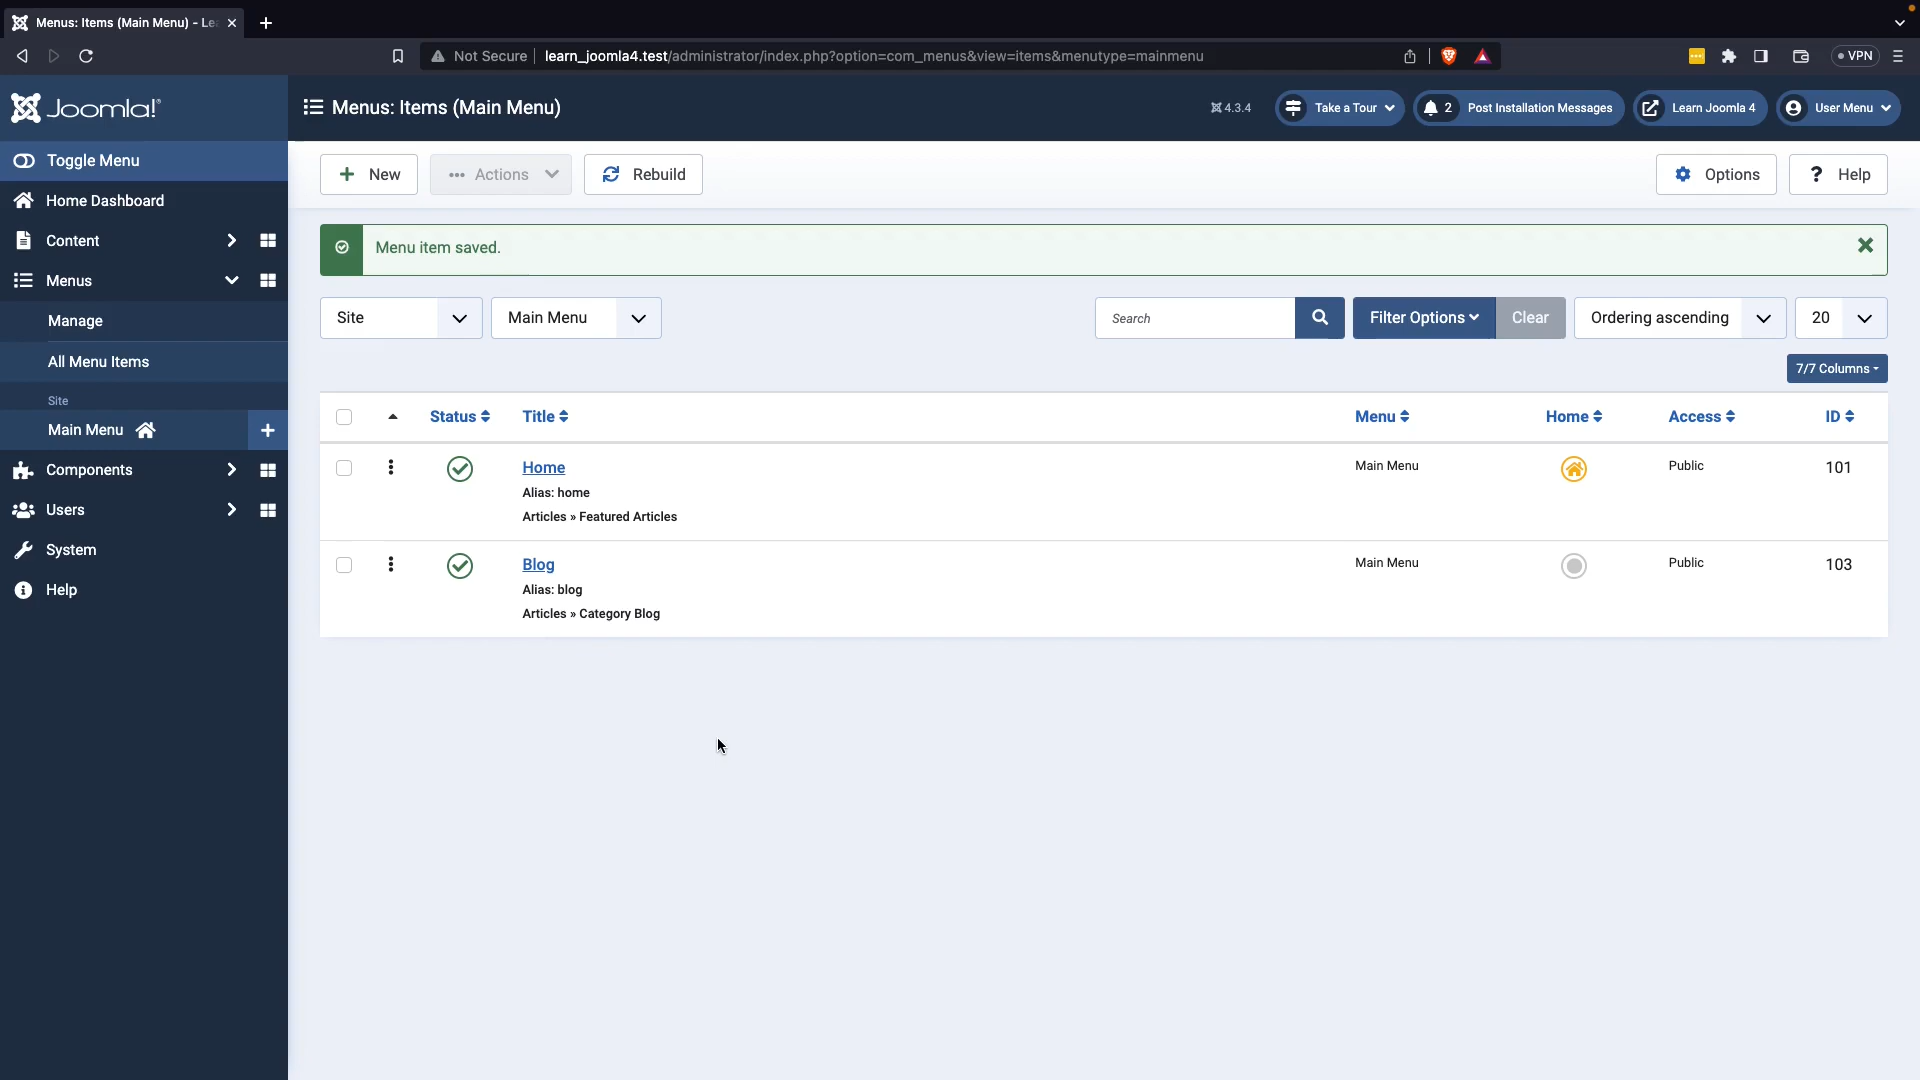 Menus: Items (Main Menu) - Le
Not Secure learn_joomla4.test/administrator/index.php?option=com_menus&view=items&menutype=mainmenu
VPN
Joomla!®
Menus: Items (Main Menu)
4.3.4
Take a Tour
2 Post Installation Messages
Learn Joomla 4
User Menu
Toggle Menu
Home Dashboard
Content
Menus
Manage
All Menu Items
Site
Main Menu
Components
Users
System
Help
New
Actions
Rebuild
Options
Help
Menu item saved.
Site
Main Menu
Search
Filter Options
Clear
Ordering ascending
20
7/7 Columns
Status Title Menu Home Access ID
Home Main Menu Public 101
Alias: home
Articles » Featured Articles
Blog Main Menu Public 103
Alias: blog
Articles » Category Blog